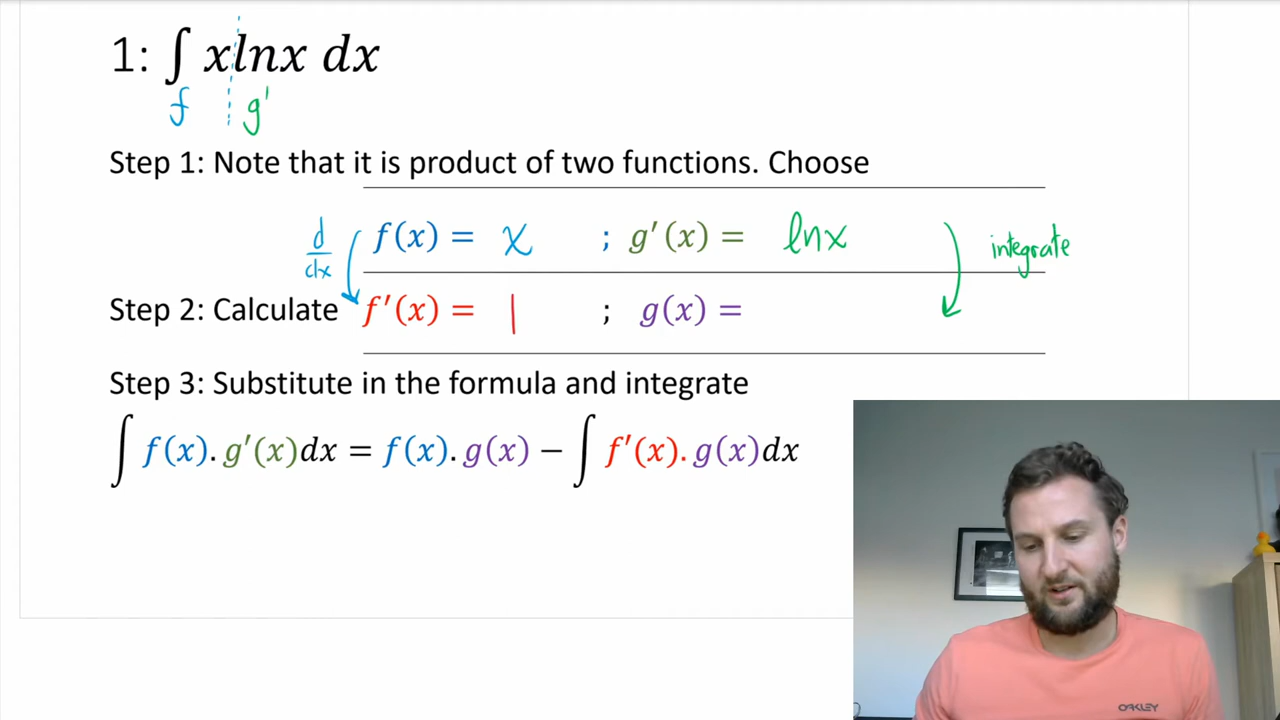 1: ∫ xlnx dx
f g'
Step 1: Note that it is product of two functions. Choose
d/dx f(x) = x ; g'(x) = lnx integrate
Step 2: Calculate f'(x) = 1 ; g(x) =
Step 3: Substitute in the formula and integrate
∫ f(x). g'(x)dx = f(x). g(x) − ∫ f'(x). g(x)dx
OAKLEY